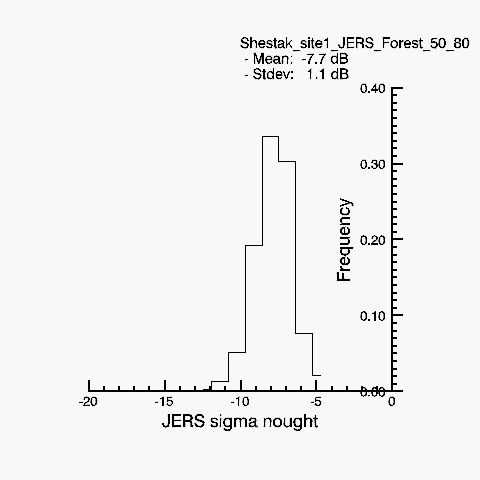 Shestak_site1_JERS_Forest_50_80
- Mean: -7.7 dB
- Stdev: 1.1 dB
0.40
0.30
Frequency
0.20
0.10
0.00
-20 -15 -10 -5 0
JERS sigma nought